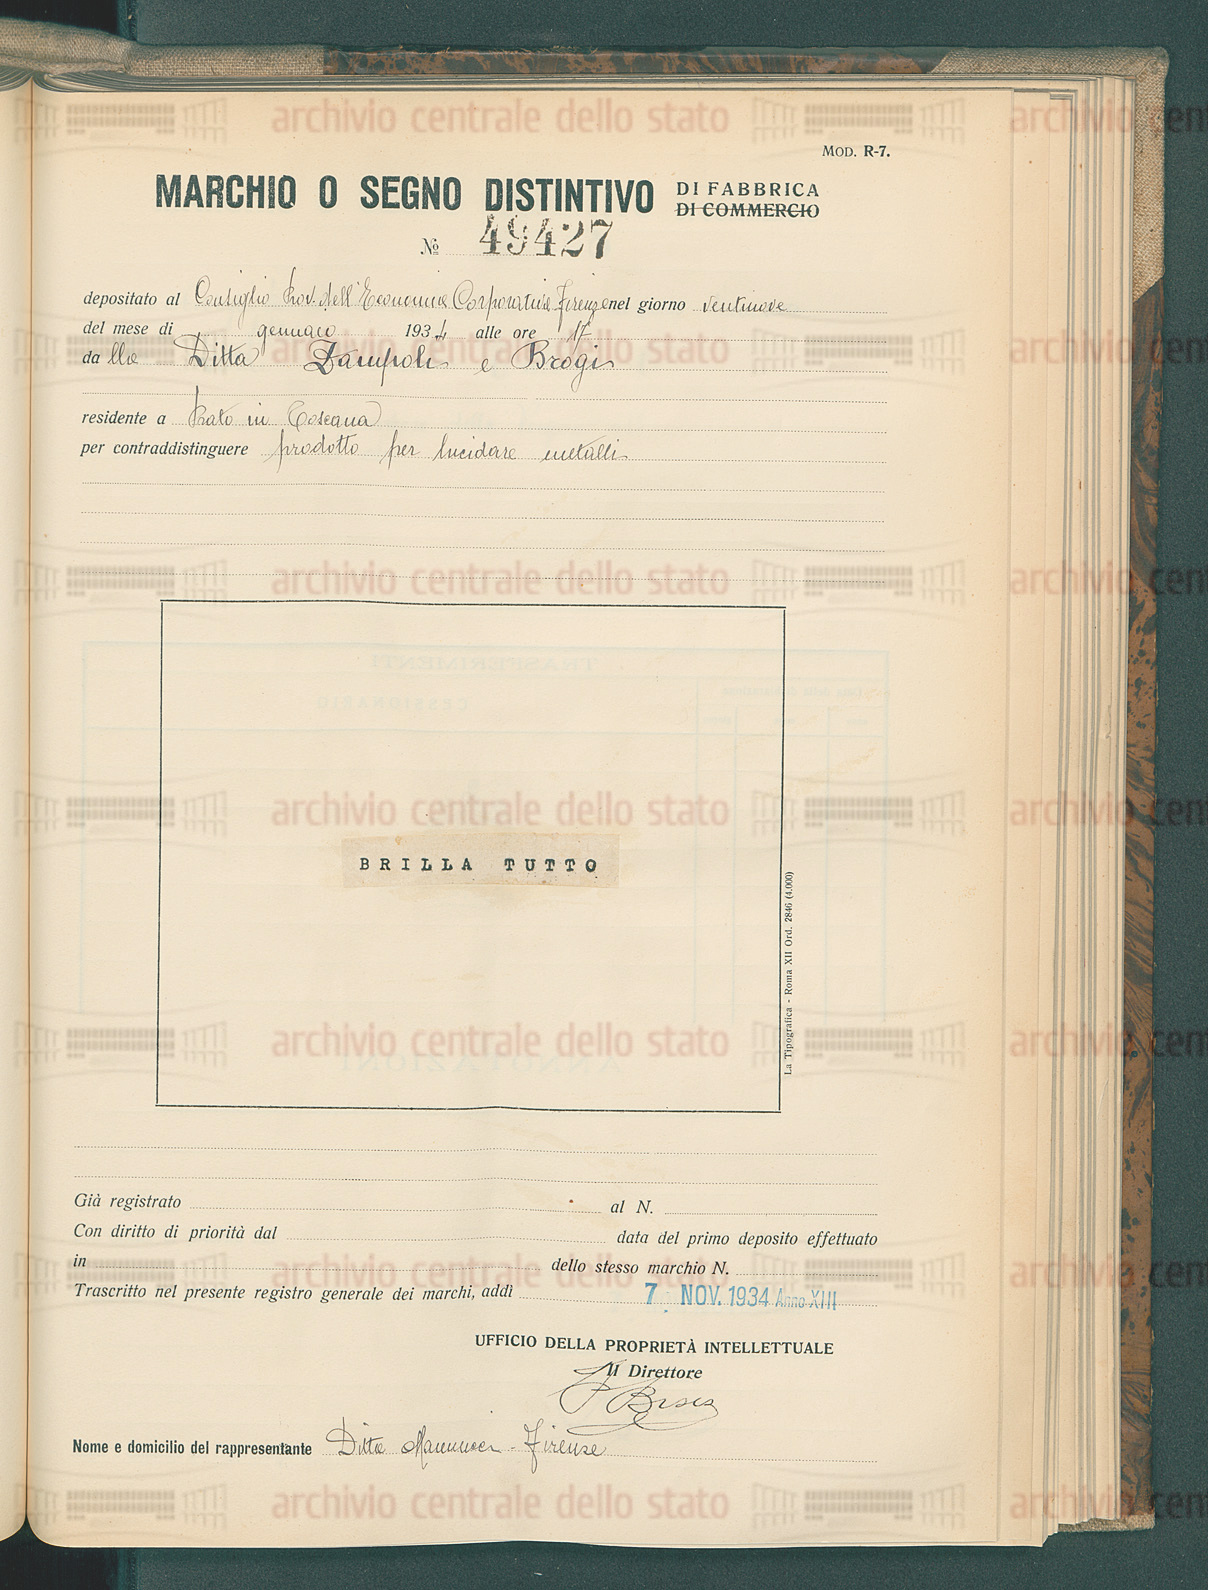 MOD. R-7.
MARCHIO O SEGNO DISTINTIVO DI FABBRICA
DI COMMERCIO
No 49427
depositato al Consiglio Prov. dell'Economia Corporativa Firenze nel giorno ventinove
del mese di gennaio 1934 alle ore 17
da lla Ditta Zampoli e Brogi
residente a Prato in Toscana
per contraddistinguere prodotto per lucidare metalli
BRILLA TUTTO
La Tipografica - Roma XII Ord. 2846 (4.000)
Già registrato al N.
Con diritto di priorità dal data del primo deposito effettuato
in dello stesso marchio N.
Trascritto nel presente registro generale dei marchi, addì 7 NOV. 1934 Anno XIII
UFFICIO DELLA PROPRIETÀ INTELLETTUALE
Il Direttore
Nome e domicilio del rappresentante Ditta Mannucci - Firenze
archivio centrale dello stato